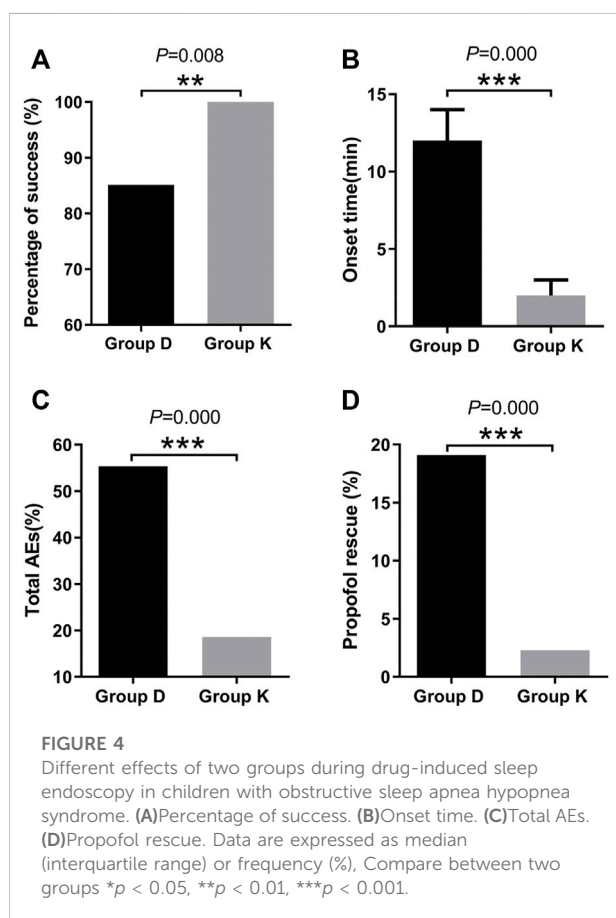 A
P=0.008
**
Percentage of success (%)
100
90
80
70
60
Group D
Group K
B
P=0.000
***
Onset time(min)
15
10
5
0
Group D
Group K
C
P=0.000
***
Total AEs(%)
60
50
40
30
20
10
Group D
Group K
D
P=0.000
***
Propofol rescue (%)
20
15
10
5
0
Group D
Group K
FIGURE 4
Different effects of two groups during drug-induced sleep
endoscopy in children with obstructive sleep apnea hypopnea
syndrome. (A)Percentage of success. (B)Onset time. (C)Total AEs.
(D)Propofol rescue. Data are expressed as median
(interquartile range) or frequency (%), Compare between two
groups *p < 0.05, **p < 0.01, ***p < 0.001.